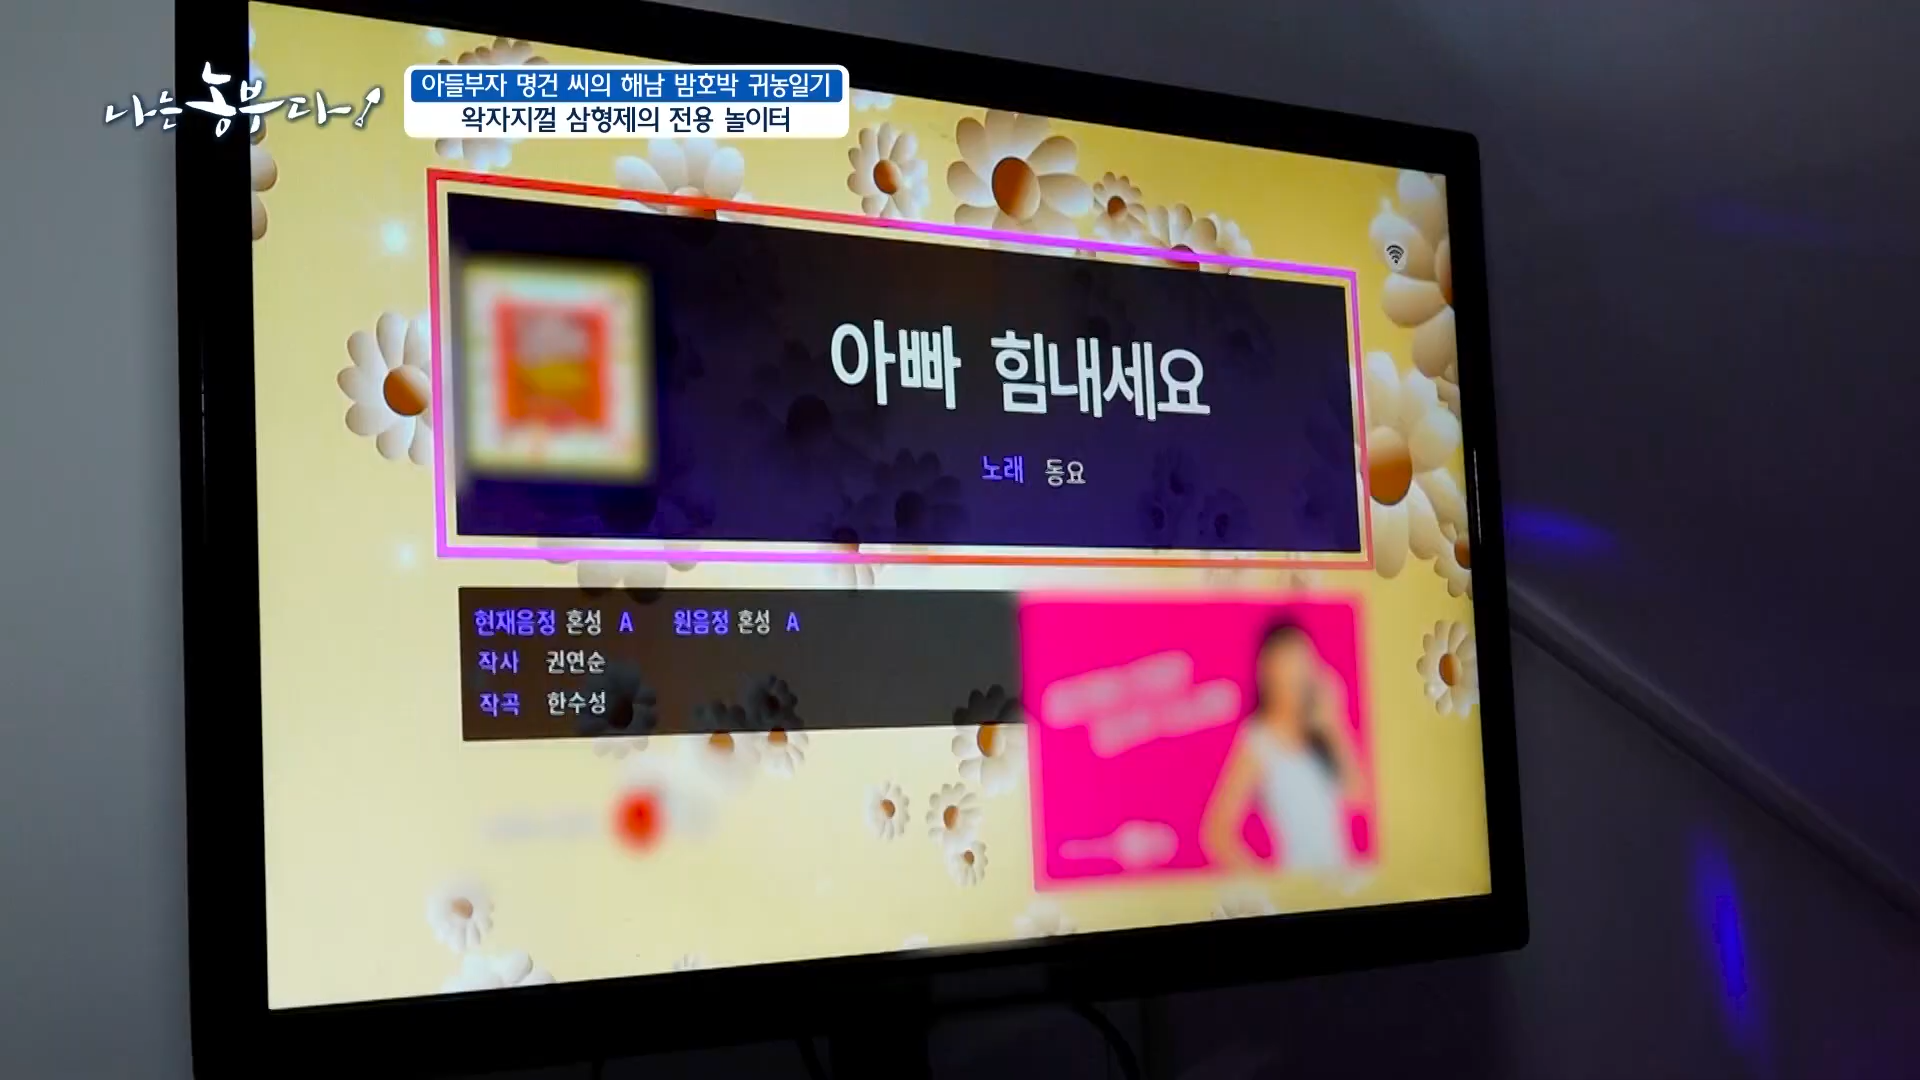 나는 농부다!
아들부자 명건 씨의 해남 밤호박 귀농일기
왁자지껄 삼형제의 전용 놀이터
아빠 힘내세요
노래 동요
현재음정 혼성 A 원음정 혼성 A
작사 권연순
작곡 한수성